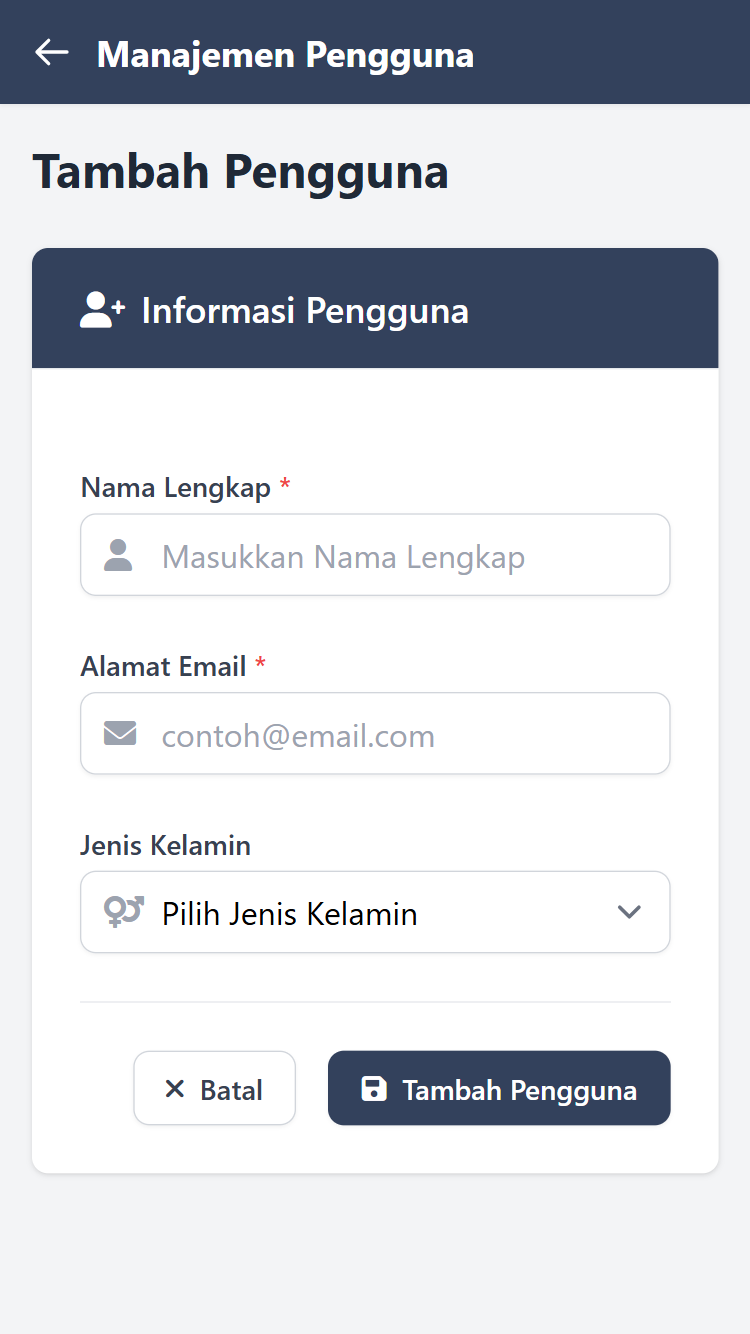 Manajemen Pengguna
Tambah Pengguna
Informasi Pengguna
Nama Lengkap *
Masukkan Nama Lengkap
Alamat Email *
contoh@email.com
Jenis Kelamin
Pilih Jenis Kelamin
Batal
Tambah Pengguna